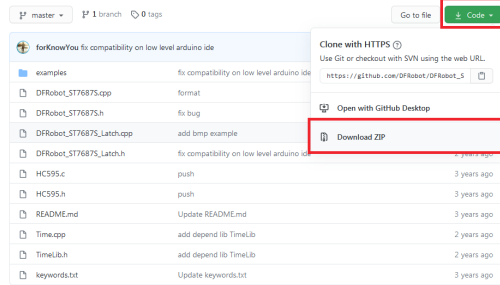 master
1 branch
0 tags
Go to file
Code
forKnowYou fix compatibility on low level arduino ide
Clone with HTTPS
Use Git or checkout with SVN using the web URL.
https://github.com/DFRobot/DFRobot_S
Open with GitHub Desktop
Download ZIP
examples fix compatibility on low level arduino ide
DFRobot_ST7687S.cpp format
DFRobot_ST7687S.h fix bug
DFRobot_ST7687S_Latch.cpp add bmp example
DFRobot_ST7687S_Latch.h fix compatibility on low level arduino ide 2 years ago
HC595.c push 3 years ago
HC595.h push 3 years ago
README.md Update README.md 3 years ago
Time.cpp add depend lib TimeLib 2 years ago
TimeLib.h add depend lib TimeLib 2 years ago
keywords.txt Update keywords.txt 3 years ago